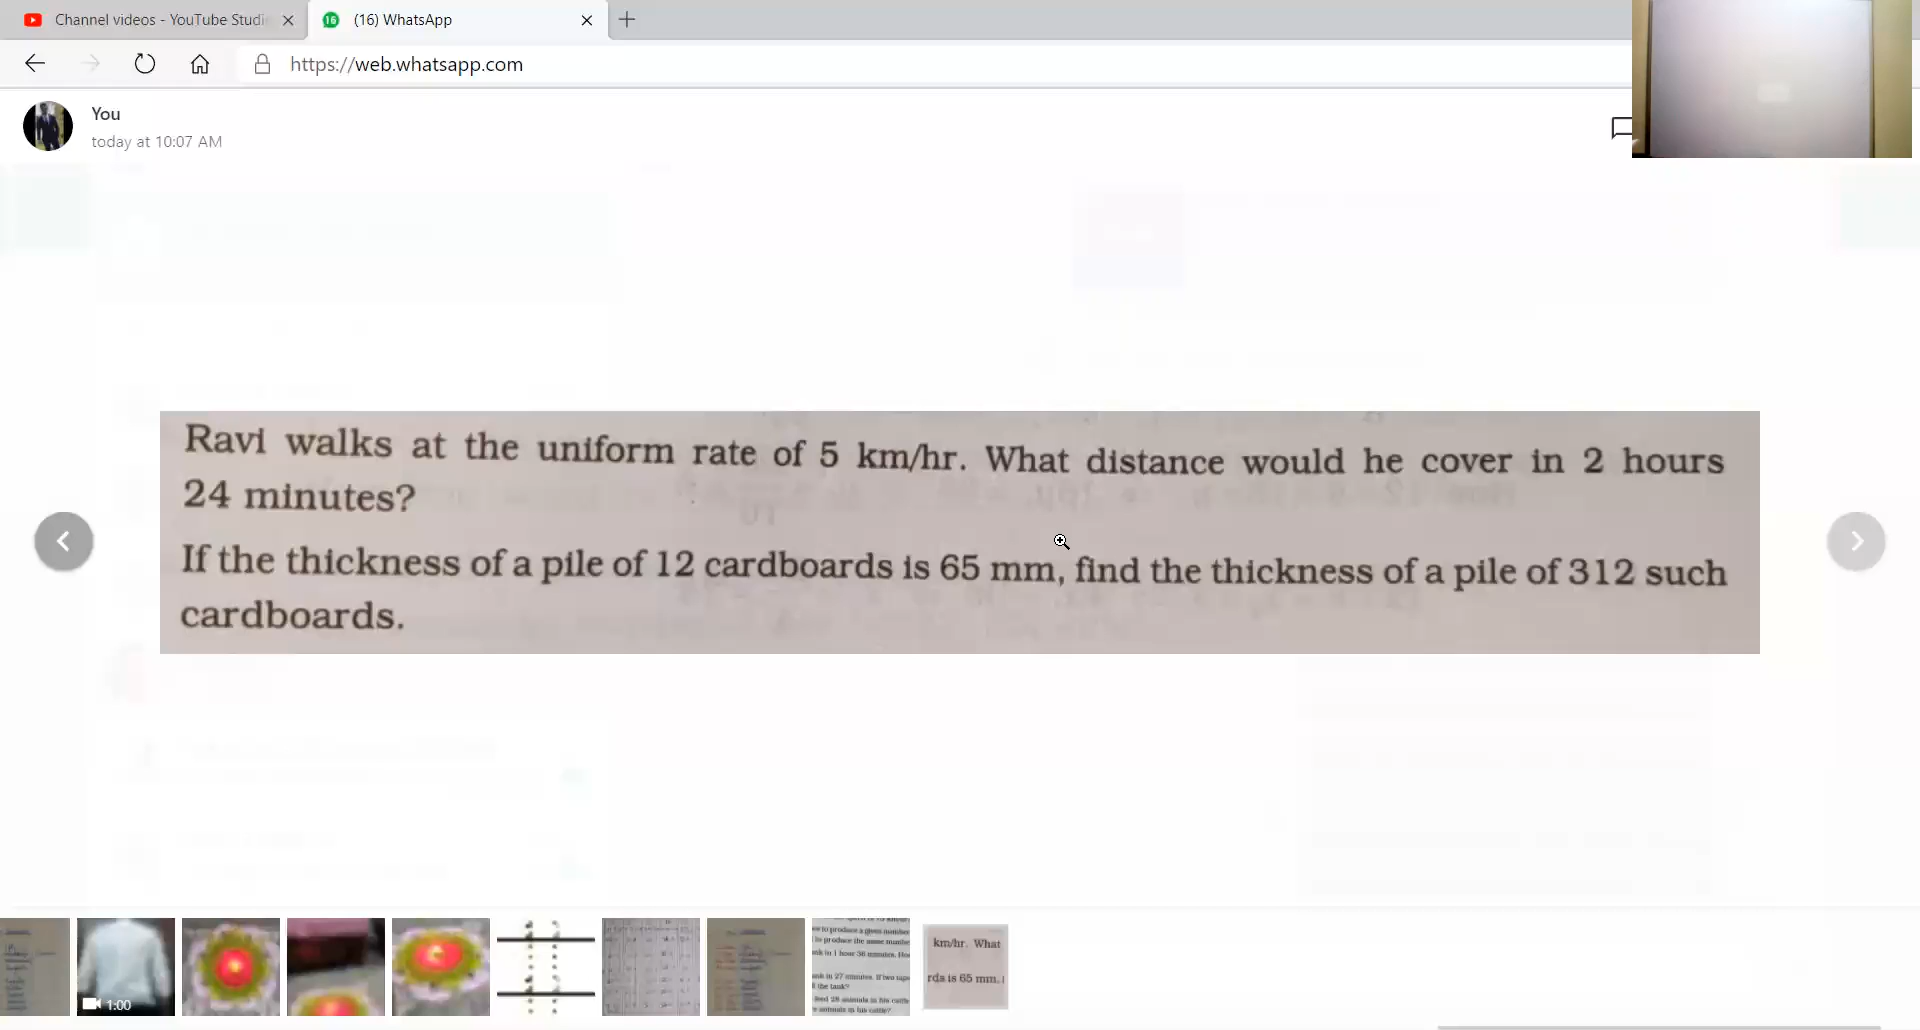 Channel videos - YouTube Studi
16
(16) WhatsApp
https://web.whatsapp.com
You
today at 10:07 AM
Ravi walks at the uniform rate of 5 km/hr. What distance would he cover in 2 hours
24 minutes?
If the thickness of a pile of 12 cardboards is 65 mm, find the thickness of a pile of 312 such
cardboards.
1:00
km/hr. What
rds is 65 mm,